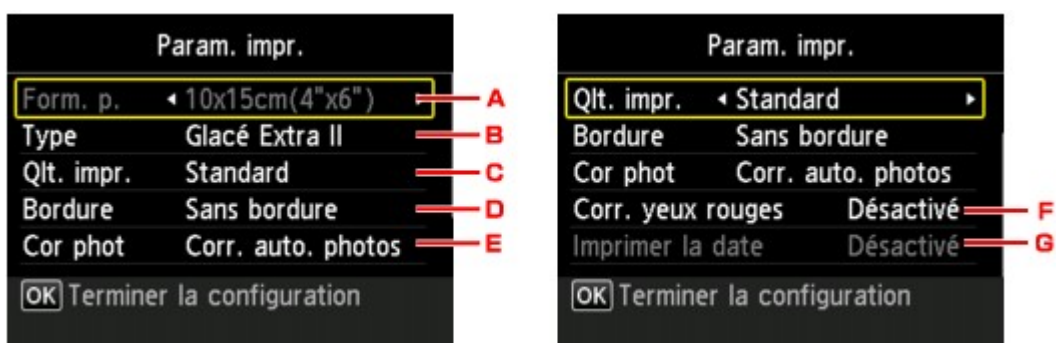 Param. impr.
Form. p. 10x15cm(4"x6") A
Type Glacé Extra II B
Qlt. impr. Standard C
Bordure Sans bordure D
Cor phot Corr. auto. photos E
OK Terminer la configuration
Param. impr.
Qlt. impr. Standard
Bordure Sans bordure
Cor phot Corr. auto. photos
Corr. yeux rouges Désactivé F
Imprimer la date Désactivé G
OK Terminer la configuration